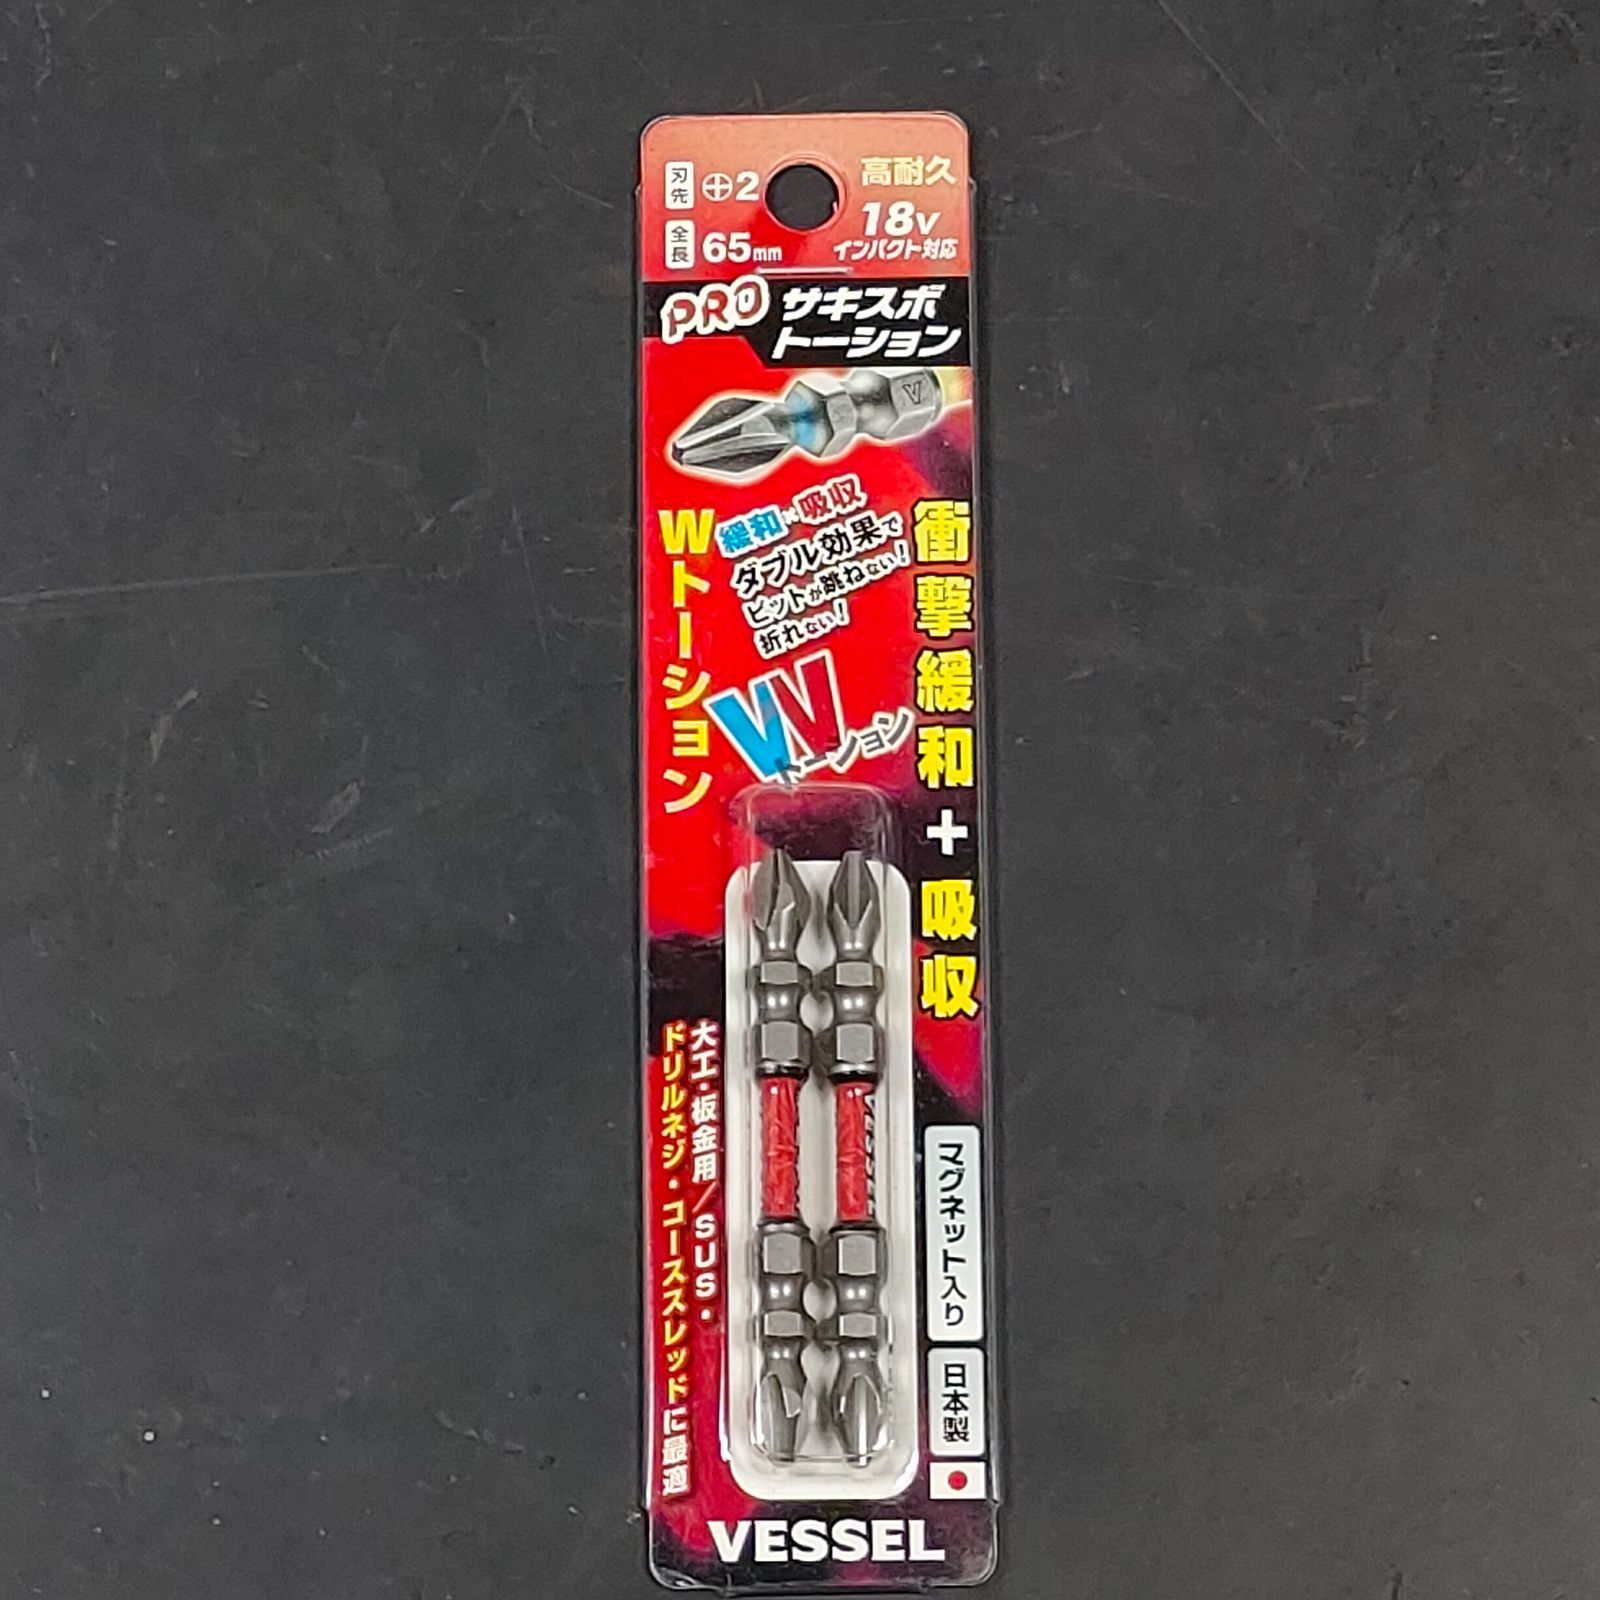 刃先 ⊕2
全長 65mm
高耐久
18V
インパクト対応
PRO サキスボ
トーション
V
Wトーション
緩和×吸収
ダブル効果で
ビットが跳ねない!
折れない!
Wトーション
衝撃緩和+吸収
大工・板金用/SUS・
ドリルネジ・コーススレッドに最適
VESSEL
マグネット入り
日本製
VESSEL